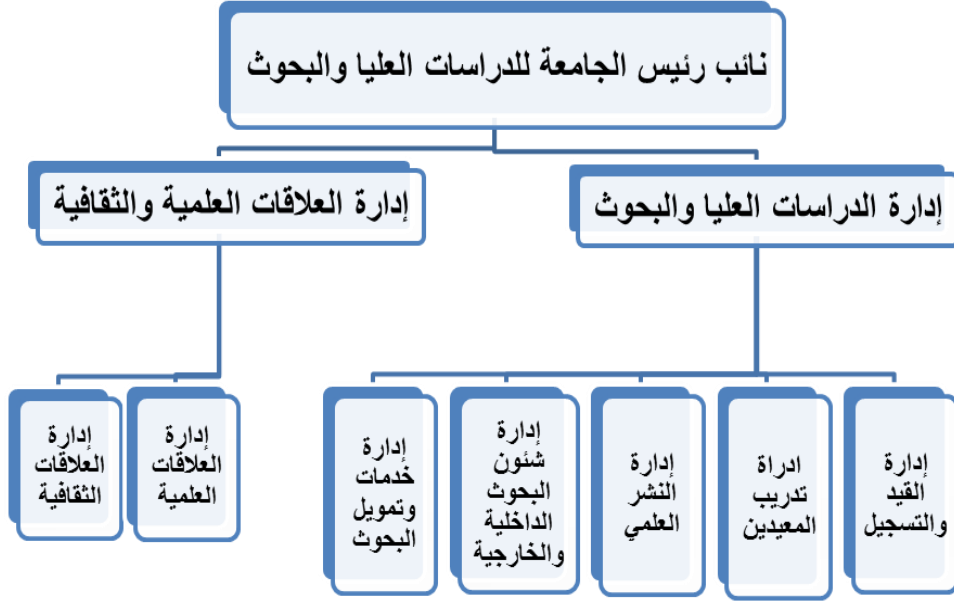 نائب رئيس الجامعة للدراسات العليا والبحوث
إدارة الدراسات العليا والبحوث
إدارة العلاقات العلمية والثقافية
إدارة
القيد
والتسجيل
ادراة
تدريب
المعيدين
إدارة
النشر
العلمي
إدارة
شئون
البحوث
الداخلية
والخارجية
إدارة
خدمات
وتمويل
البحوث
إدارة
العلاقات
العلمية
إدارة
العلاقات
الثقافية